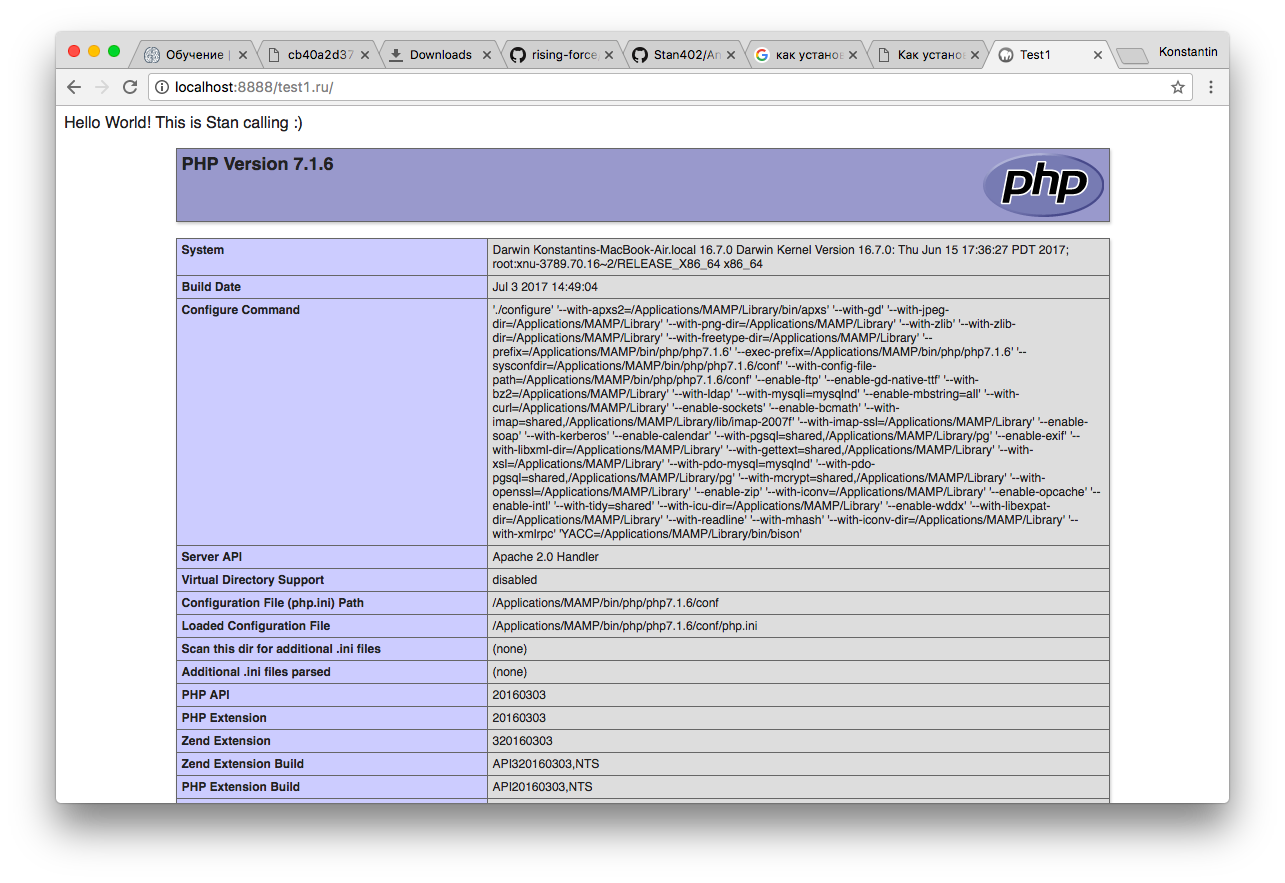 Обучение |
cb40a2d37
Downloads
rising-force
Stan402/An
как установ
Как устано
Test1
Konstantin
localhost:8888/test1.ru/
Hello World! This is Stan calling :)
PHP Version 7.1.6
php
System
Darwin Konstantins-MacBook-Air.local 16.7.0 Darwin Kernel Version 16.7.0: Thu Jun 15 17:36:27 PDT 2017;
root:xnu-3789.70.16~2/RELEASE_X86_64 x86_64
Build Date
Jul 3 2017 14:49:04
Configure Command
'./configure' '--with-apxs2=/Applications/MAMP/Library/bin/apxs' '--with-gd' '--with-jpeg-
dir=/Applications/MAMP/Library' '--with-png-dir=/Applications/MAMP/Library' '--with-zlib' '--with-zlib-
dir=/Applications/MAMP/Library' '--with-freetype-dir=/Applications/MAMP/Library' '--
prefix=/Applications/MAMP/bin/php/php7.1.6' '--exec-prefix=/Applications/MAMP/bin/php/php7.1.6' '--
sysconfdir=/Applications/MAMP/bin/php/php7.1.6/conf' '--with-config-file-
path=/Applications/MAMP/bin/php/php7.1.6/conf' '--enable-ftp' '--enable-gd-native-ttf' '--with-
bz2=/Applications/MAMP/Library' '--with-ldap' '--with-mysqli=mysqlnd' '--enable-mbstring=all' '--with-
curl=/Applications/MAMP/Library' '--enable-sockets' '--enable-bcmath' '--with-
imap=shared,/Applications/MAMP/Library/lib/imap-2007f' '--with-imap-ssl=/Applications/MAMP/Library' '--enable-
soap' '--with-kerberos' '--enable-calendar' '--with-pgsql=shared,/Applications/MAMP/Library/pg' '--enable-exif' '--
with-libxml-dir=/Applications/MAMP/Library' '--with-gettext=shared,/Applications/MAMP/Library' '--with-
xsl=/Applications/MAMP/Library' '--with-pdo-mysql=mysqlnd' '--with-pdo-
pgsql=shared,/Applications/MAMP/Library/pg' '--with-mcrypt=shared,/Applications/MAMP/Library' '--with-
openssl=/Applications/MAMP/Library' '--enable-zip' '--with-iconv=/Applications/MAMP/Library' '--enable-opcache' '--
enable-intl' '--with-tidy=shared' '--with-icu-dir=/Applications/MAMP/Library' '--enable-wddx' '--with-libexpat-
dir=/Applications/MAMP/Library' '--with-readline' '--with-mhash' '--with-iconv-dir=/Applications/MAMP/Library' '--
with-xmlrpc' 'YACC=/Applications/MAMP/Library/bin/bison'
Server API
Apache 2.0 Handler
Virtual Directory Support
disabled
Configuration File (php.ini) Path
/Applications/MAMP/bin/php/php7.1.6/conf
Loaded Configuration File
/Applications/MAMP/bin/php/php7.1.6/conf/php.ini
Scan this dir for additional .ini files
(none)
Additional .ini files parsed
(none)
PHP API
20160303
PHP Extension
20160303
Zend Extension
320160303
Zend Extension Build
API320160303,NTS
PHP Extension Build
API20160303,NTS